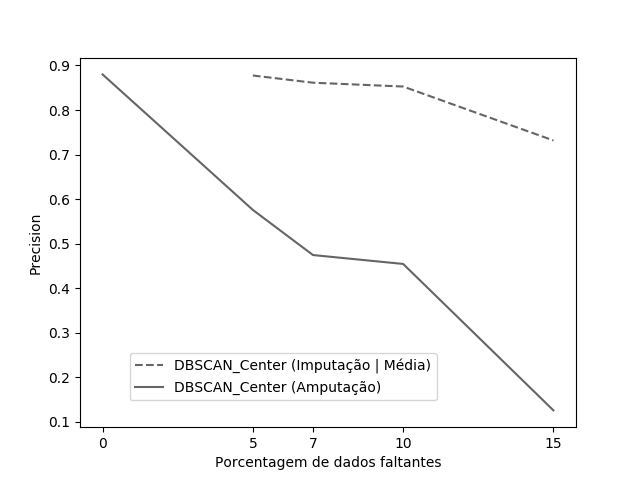 0.9
0.8
0.7
0.6
0.5
0.4
0.3
0.2
0.1
Precision
DBSCAN_Center (Imputação | Média)
DBSCAN_Center (Amputação)
0 5 7 10 15
Porcentagem de dados faltantes